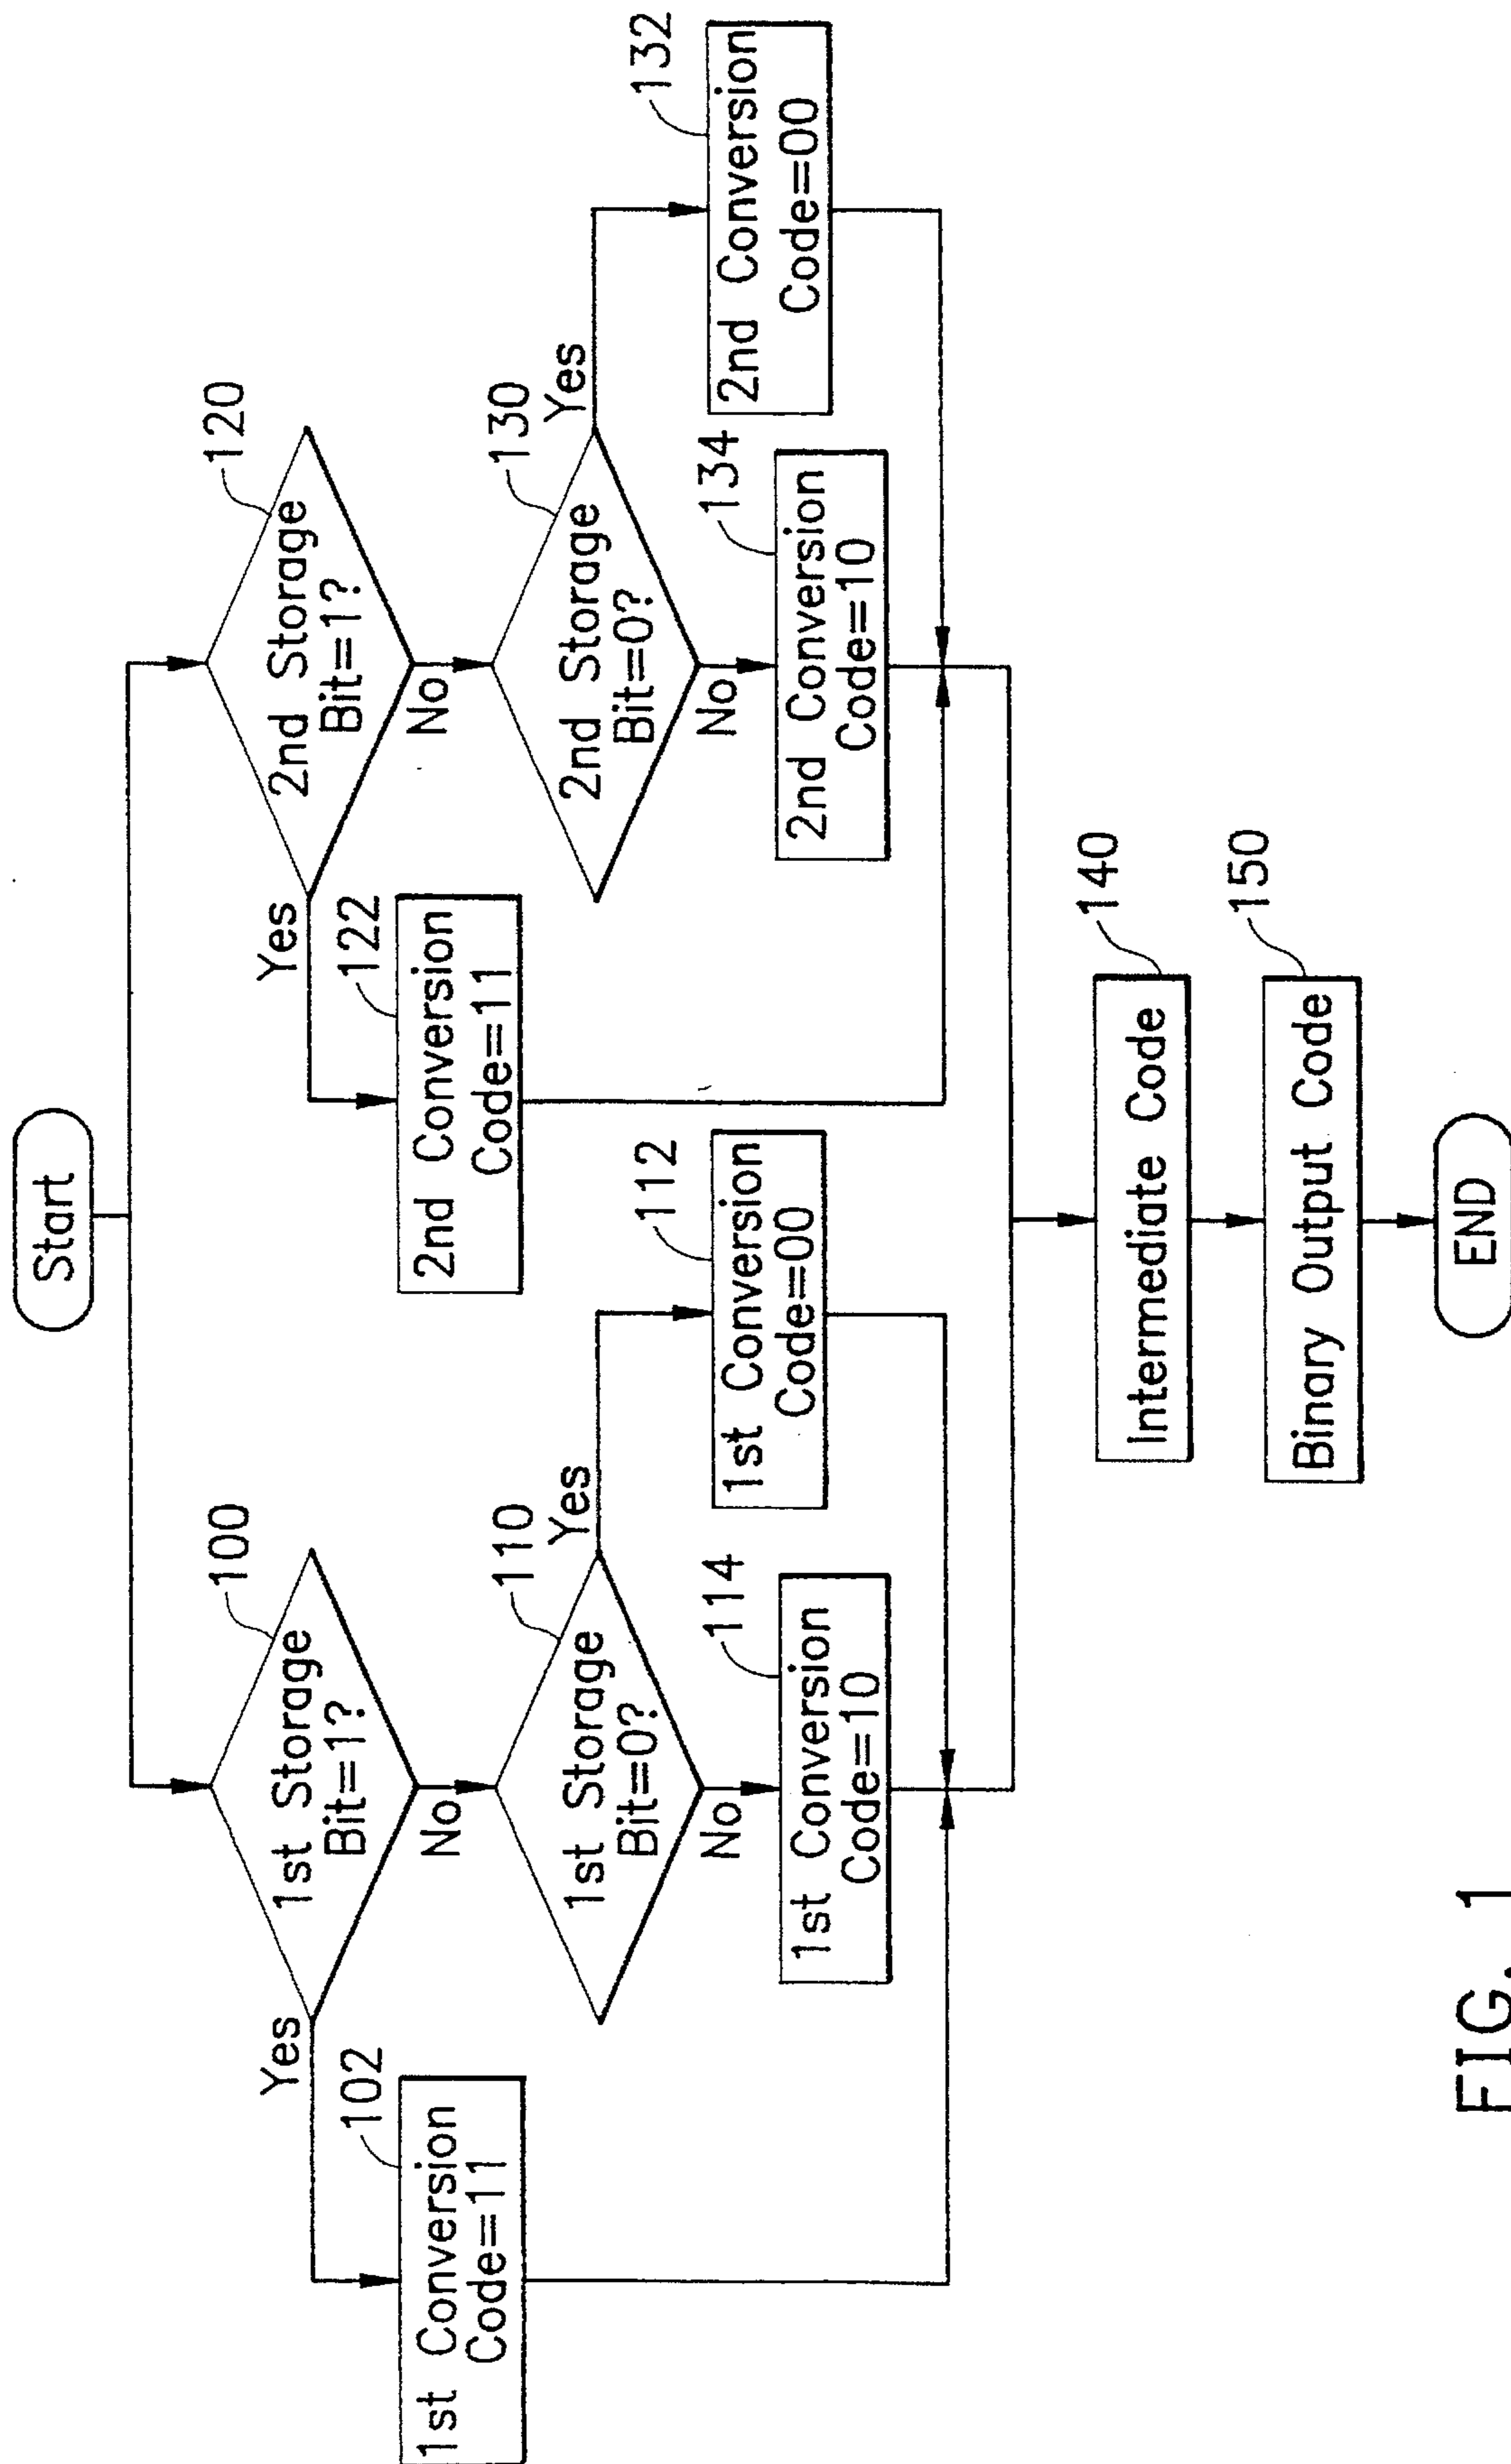 Start
100
1st Storage
Bit=1?
Yes
No
102
1st Conversion
Code=11
110
1st Storage
Bit=0?
Yes
No
112
1st Conversion
Code=00
114
1st Conversion
Code=10
120
2nd Storage
Bit=1?
Yes
No
122
2nd Conversion
Code=11
130
2nd Storage
Bit=0?
Yes
No
132
2nd Conversion
Code=00
134
2nd Conversion
Code=10
140
Intermediate Code
150
Binary Output Code
END
FIG. 1